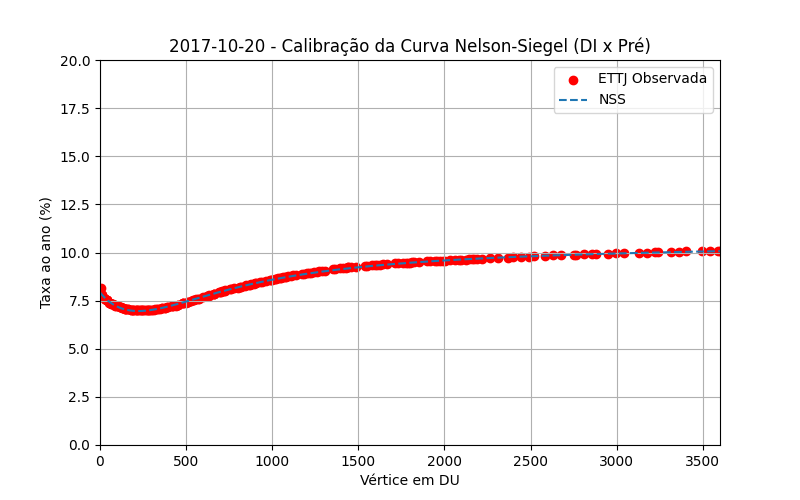 2017-10-20 - Calibração da Curva Nelson-Siegel (DI x Pré)
ETTJ Observada
NSS
Taxa ao ano (%)
20.0
17.5
15.0
12.5
10.0
7.5
5.0
2.5
0.0
0 500 1000 1500 2000 2500 3000 3500
Vértice em DU